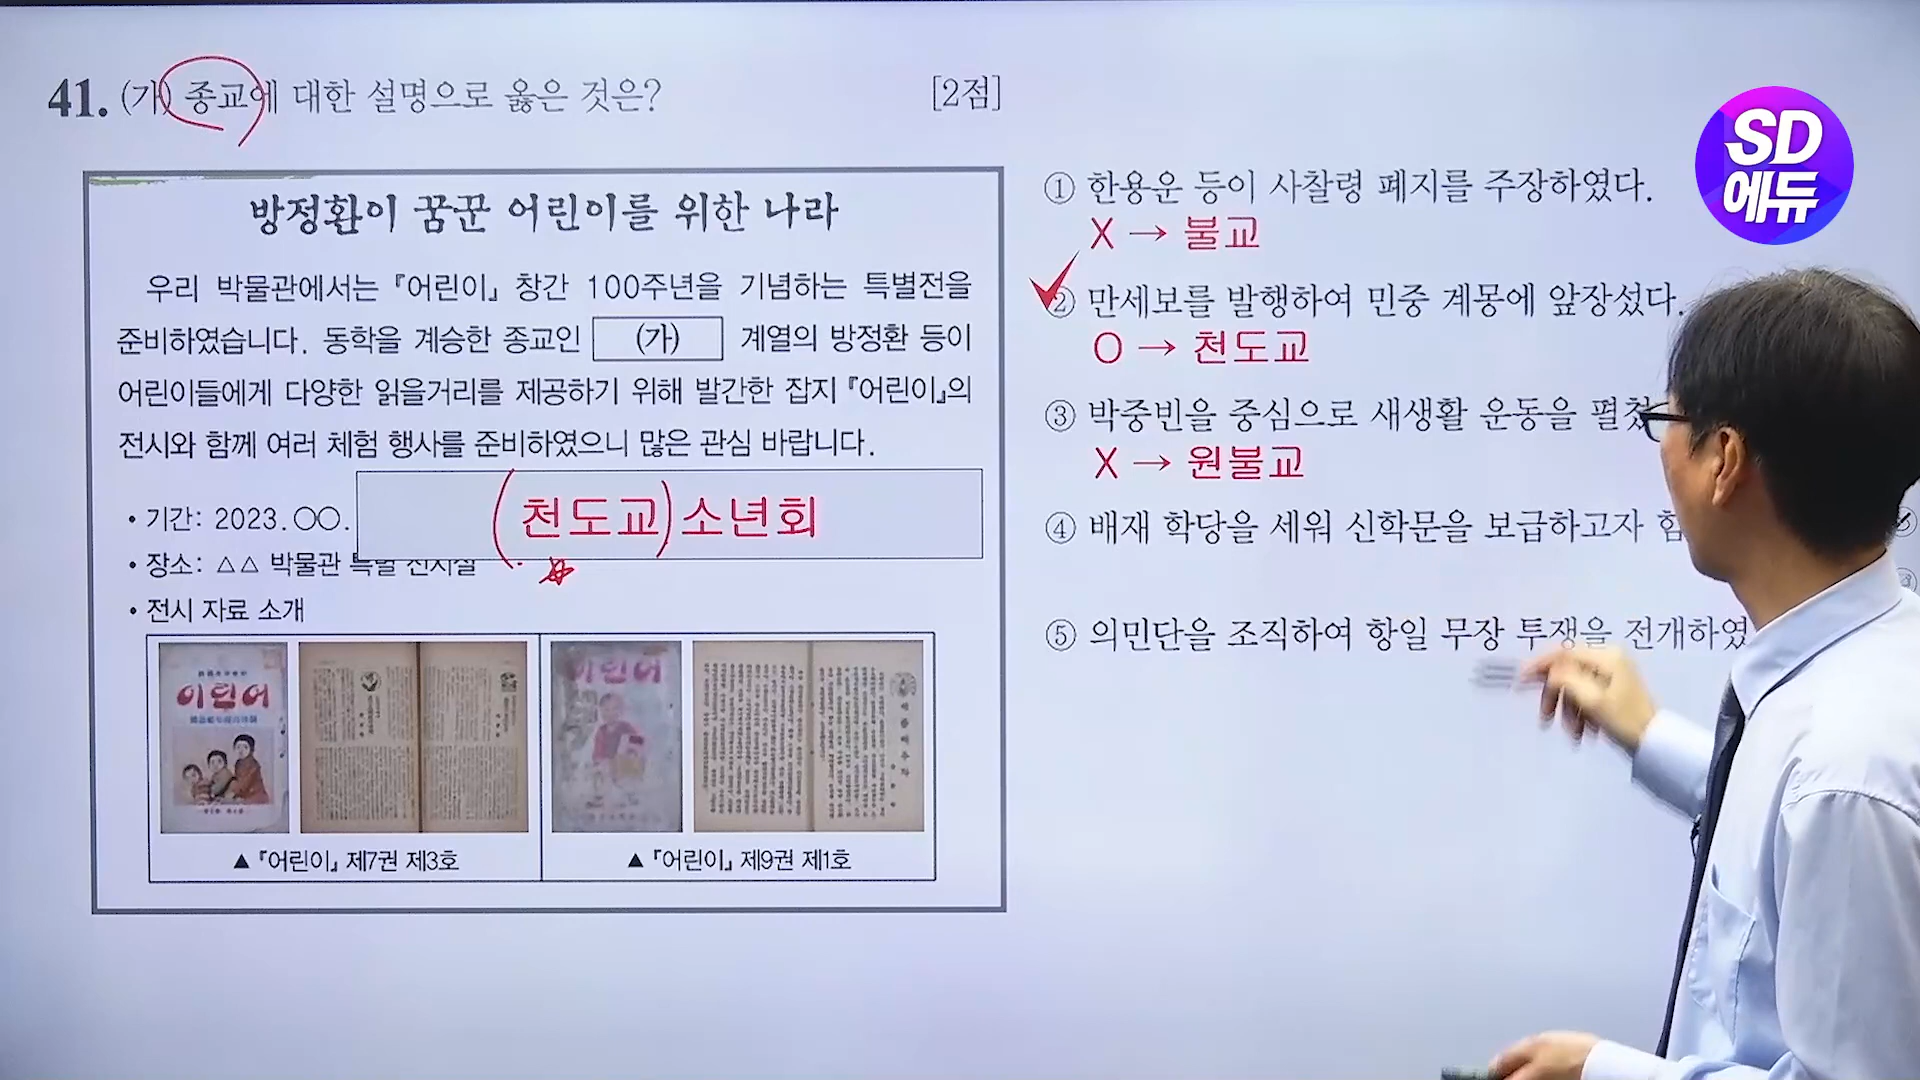 41. (가) 종교에 대한 설명으로 옳은 것은? [2점]
방정환이 꿈꾼 어린이를 위한 나라
우리 박물관에서는 『어린이』 창간 100주년을 기념하는 특별전을
준비하였습니다. 동학을 계승한 종교인 (가) 계열의 방정환 등이
어린이들에게 다양한 읽을거리를 제공하기 위해 발간한 잡지 『어린이』의
전시와 함께 여러 체험 행사를 준비하였으니 많은 관심 바랍니다.
• 기간: 2023.○○.
(천도교)소년회
• 장소: △△ 박물관 특별 전시실
• 전시 자료 소개
어린이
어린이
▲『어린이』 제7권 제3호
▲『어린이』 제9권 제1호
① 한용운 등이 사찰령 폐지를 주장하였다.
X → 불교
② 만세보를 발행하여 민중 계몽에 앞장섰다.
O → 천도교
③ 박중빈을 중심으로 새생활 운동을 펼쳤
X → 원불교
④ 배재 학당을 세워 신학문을 보급하고자
⑤ 의민단을 조직하여 항일 무장 투쟁을 전개하였
SD
에듀